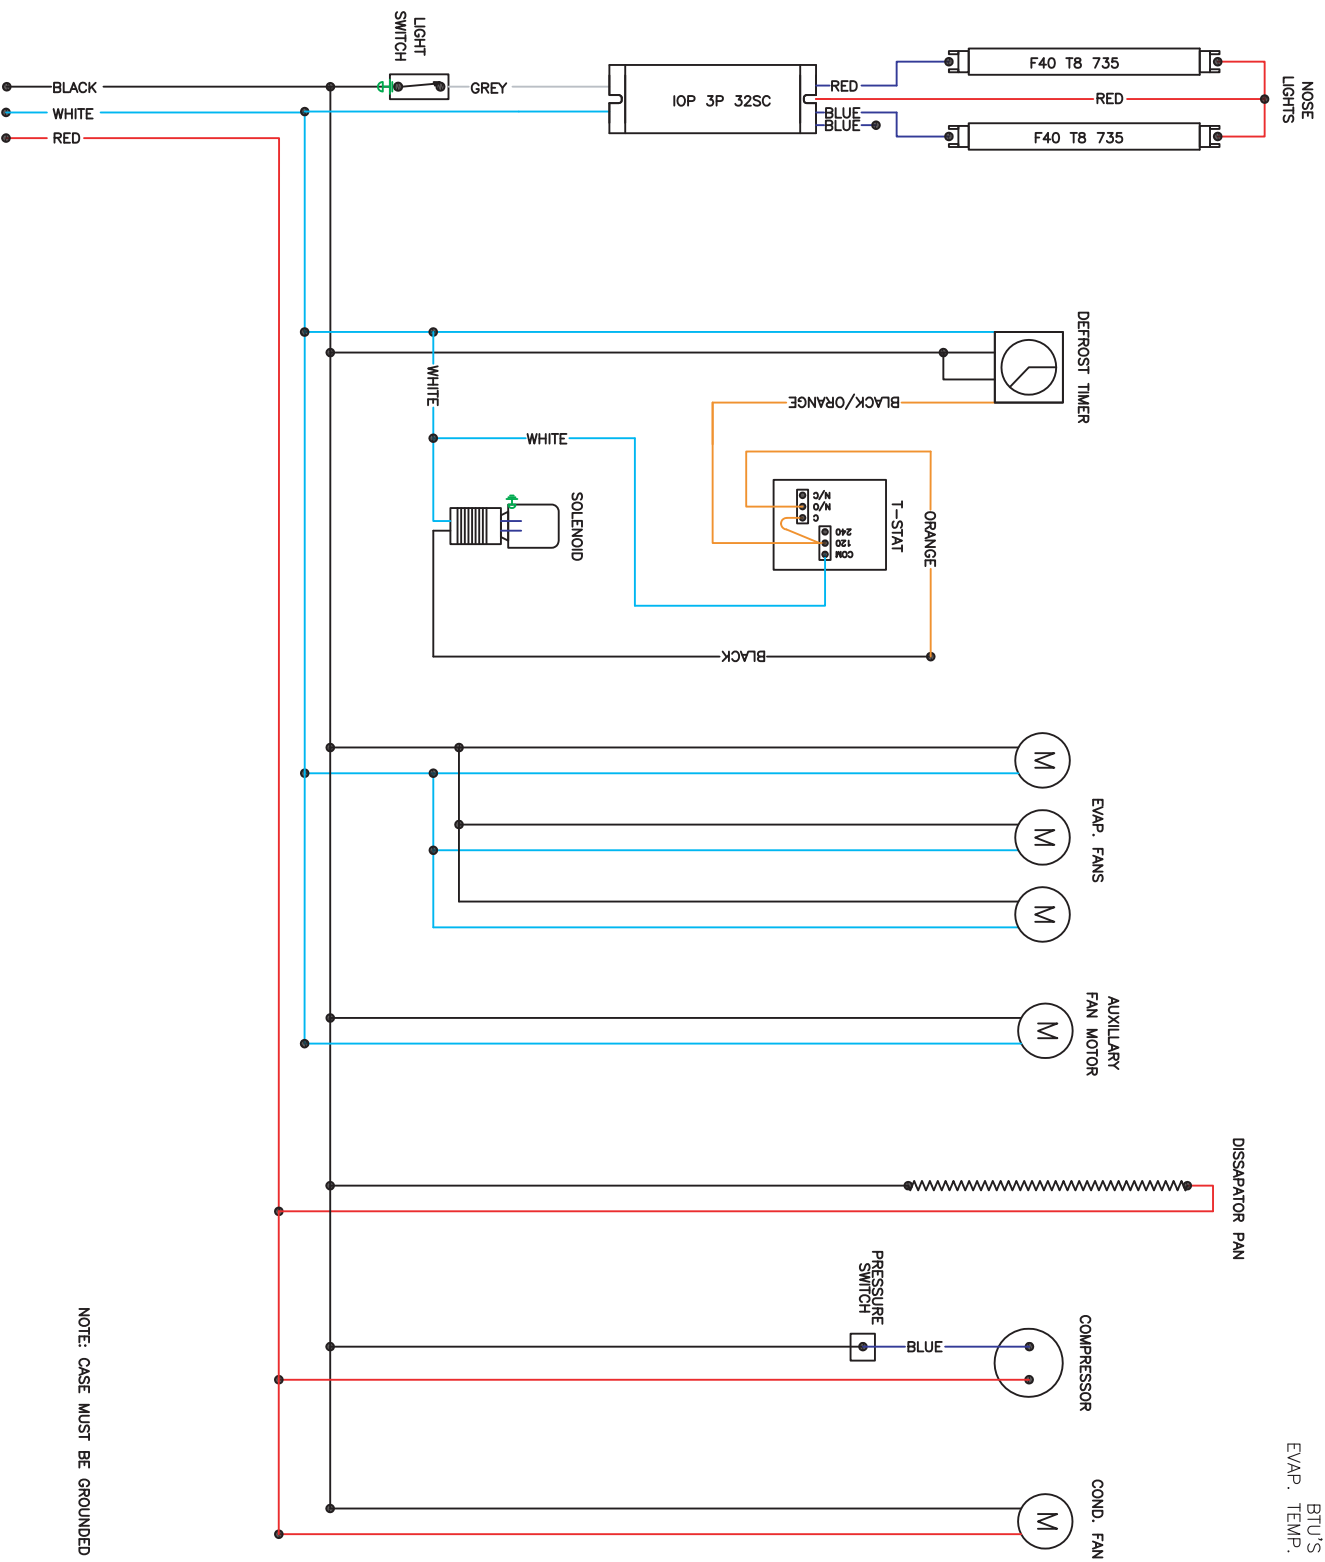 LIGHT
SWITCH
BLACK
WHITE
RED
GREY
IOP 3P 32SC
RED
RED
BLUE
BLUE
F40 T8 735
F40 T8 735
NOSE
LIGHTS
DEFROST TIMER
WHITE
BLACK/ORANGE
WHITE
SOLENOID
N/C
N/O
C
240
120
COM
T-STAT
ORANGE
BLACK
M
M
M
EVAP. FANS
M
AUXILLARY
FAN MOTOR
DISSAPATOR PAN
PRESSURE
SWITCH
BLUE
COMPRESSOR
M
COND. FAN
NOTE: CASE MUST BE GROUNDED
BTU'S
EVAP. TEMP.